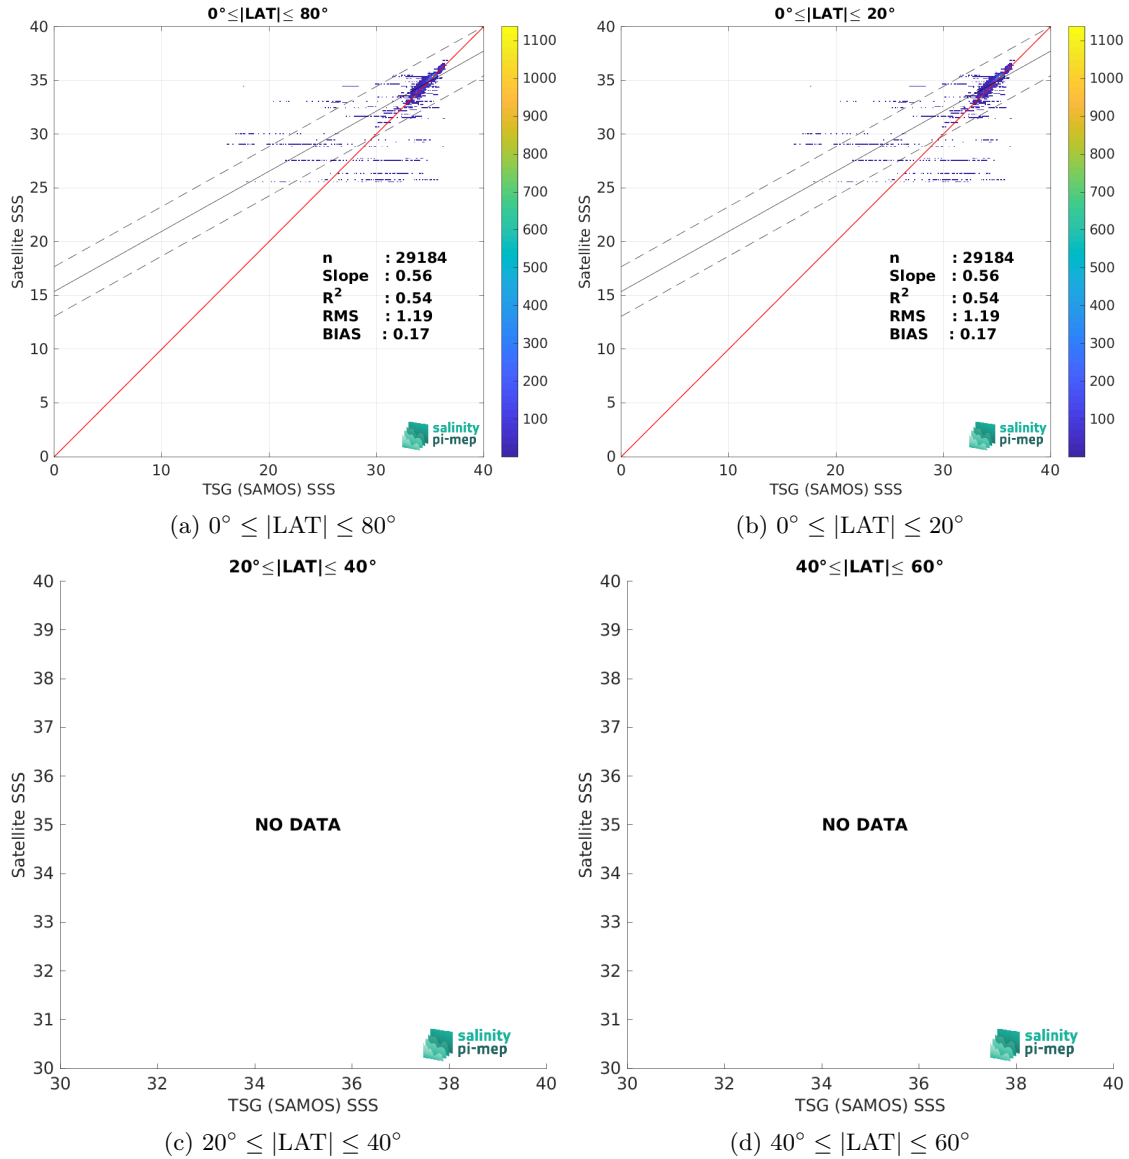 0°≤|LAT|≤ 80°
40
35
30
25
20
15
10
5
0
Satellite SSS
n : 29184
Slope : 0.56
R² : 0.54
RMS : 1.19
BIAS : 0.17
salinity
pi-mep
0 10 20 30 40
TSG (SAMOS) SSS
1100
1000
900
800
700
600
500
400
300
200
100
(a) 0° ≤ |LAT| ≤ 80°
0°≤|LAT|≤ 20°
40
35
30
25
20
15
10
5
0
Satellite SSS
n : 29184
Slope : 0.56
R² : 0.54
RMS : 1.19
BIAS : 0.17
salinity
pi-mep
0 10 20 30 40
TSG (SAMOS) SSS
1100
1000
900
800
700
600
500
400
300
200
100
(b) 0° ≤ |LAT| ≤ 20°
20°≤|LAT|≤ 40°
40
39
38
37
36
35
34
33
32
31
30
Satellite SSS
NO DATA
salinity
pi-mep
30 32 34 36 38 40
TSG (SAMOS) SSS
(c) 20° ≤ |LAT| ≤ 40°
40°≤|LAT|≤ 60°
40
39
38
37
36
35
34
33
32
31
30
Satellite SSS
NO DATA
salinity
pi-mep
30 32 34 36 38 40
TSG (SAMOS) SSS
(d) 40° ≤ |LAT| ≤ 60°